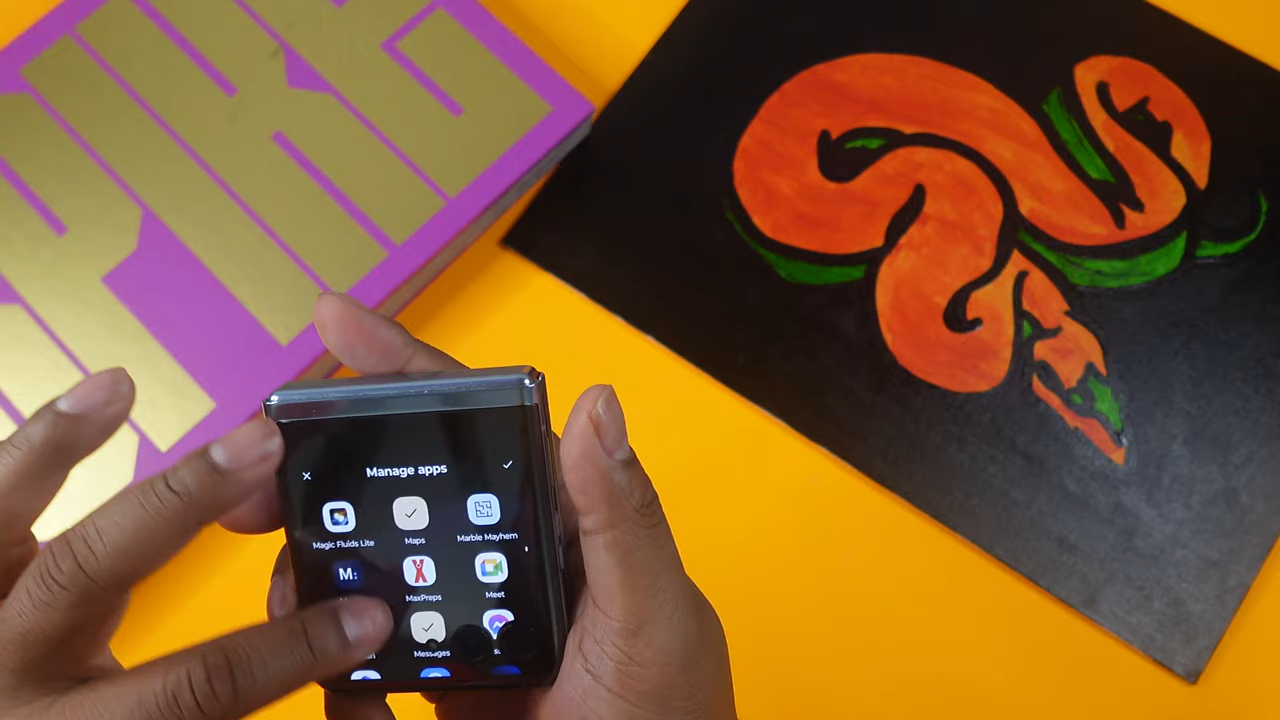 Manage apps
Magic Fluids Lite
Maps
Marble Mayhem
M:
MaxPreps
Meet
Messages